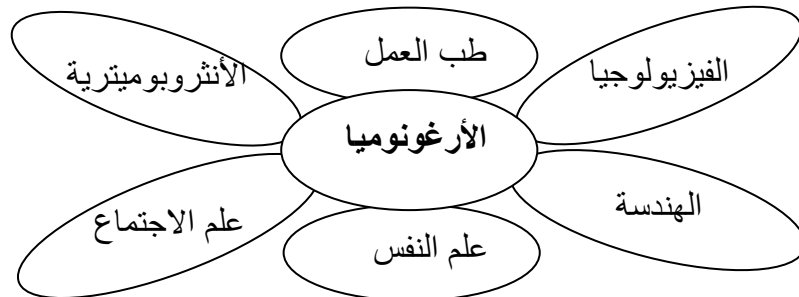 طب العمل
الفيزيولوجيا
الأنثروبوميترية
الأرغونوميا
الهندسة
علم الاجتماع
علم النفس